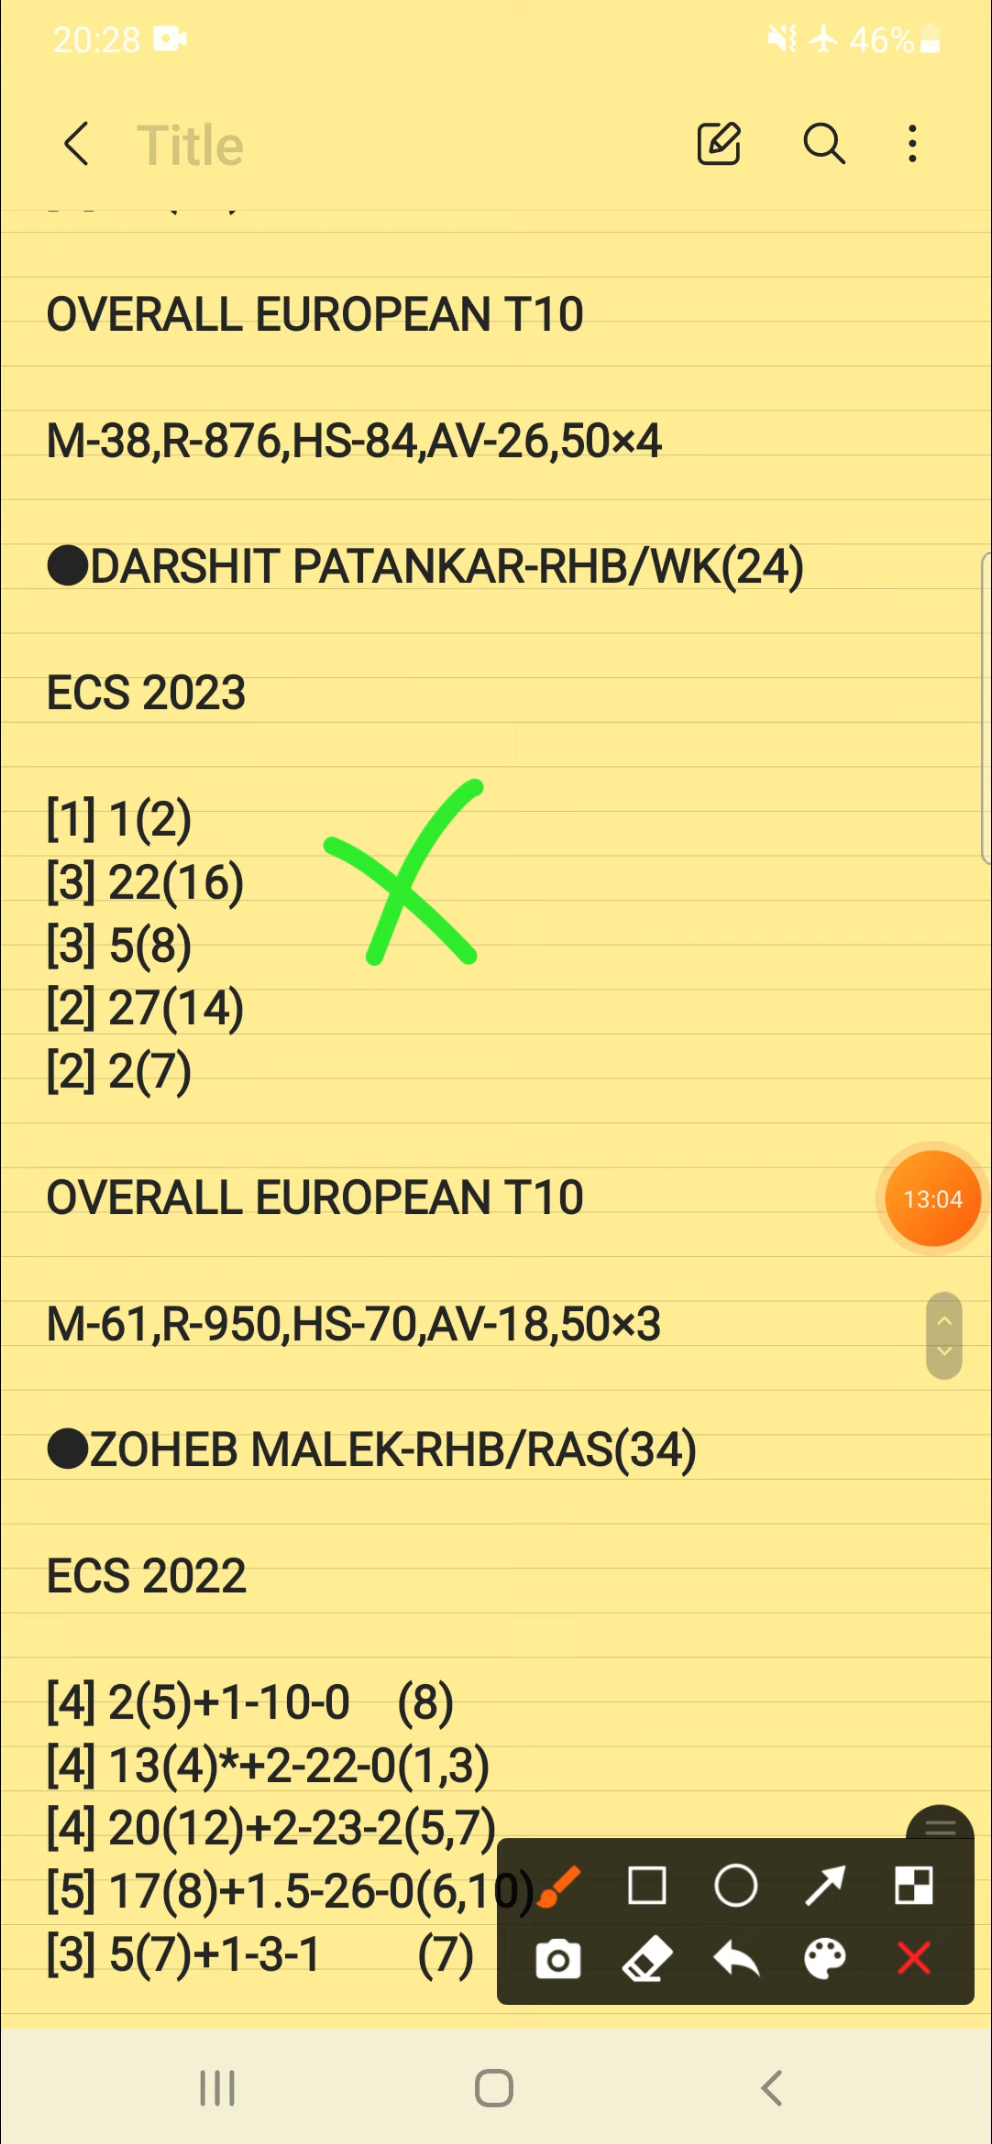 20:28
46%
Title
OVERALL EUROPEAN T10
M-38,R-876,HS-84,AV-26,50×4
●DARSHIT PATANKAR-RHB/WK(24)
ECS 2023
[1] 1(2)
[3] 22(16)
[3] 5(8)
[2] 27(14)
[2] 2(7)
OVERALL EUROPEAN T10
13:04
M-61,R-950,HS-70,AV-18,50×3
●ZOHEB MALEK-RHB/RAS(34)
ECS 2022
[4] 2(5)+1-10-0 (8)
[4] 13(4)*+2-22-0(1,3)
[4] 20(12)+2-23-2(5,7)
[5] 17(8)+1.5-26-0(6,10)
[3] 5(7)+1-3-1 (7)